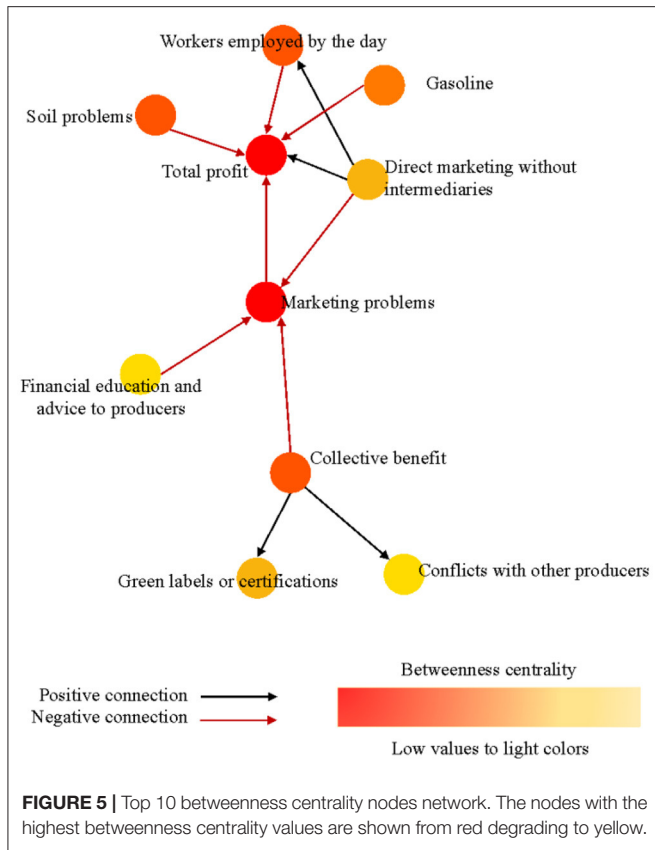 Workers employed by the day
Gasoline
Soil problems
Total profit
Direct marketing without
intermediaries
Marketing problems
Financial education and
advice to producers
Collective benefit
Green labels or certifications
Conflicts with other producers
Betweenness centrality
Positive connection
Negative connection
Low values to light colors
FIGURE 5 | Top 10 betweenness centrality nodes network. The nodes with the
highest betweenness centrality values are shown from red degrading to yellow.